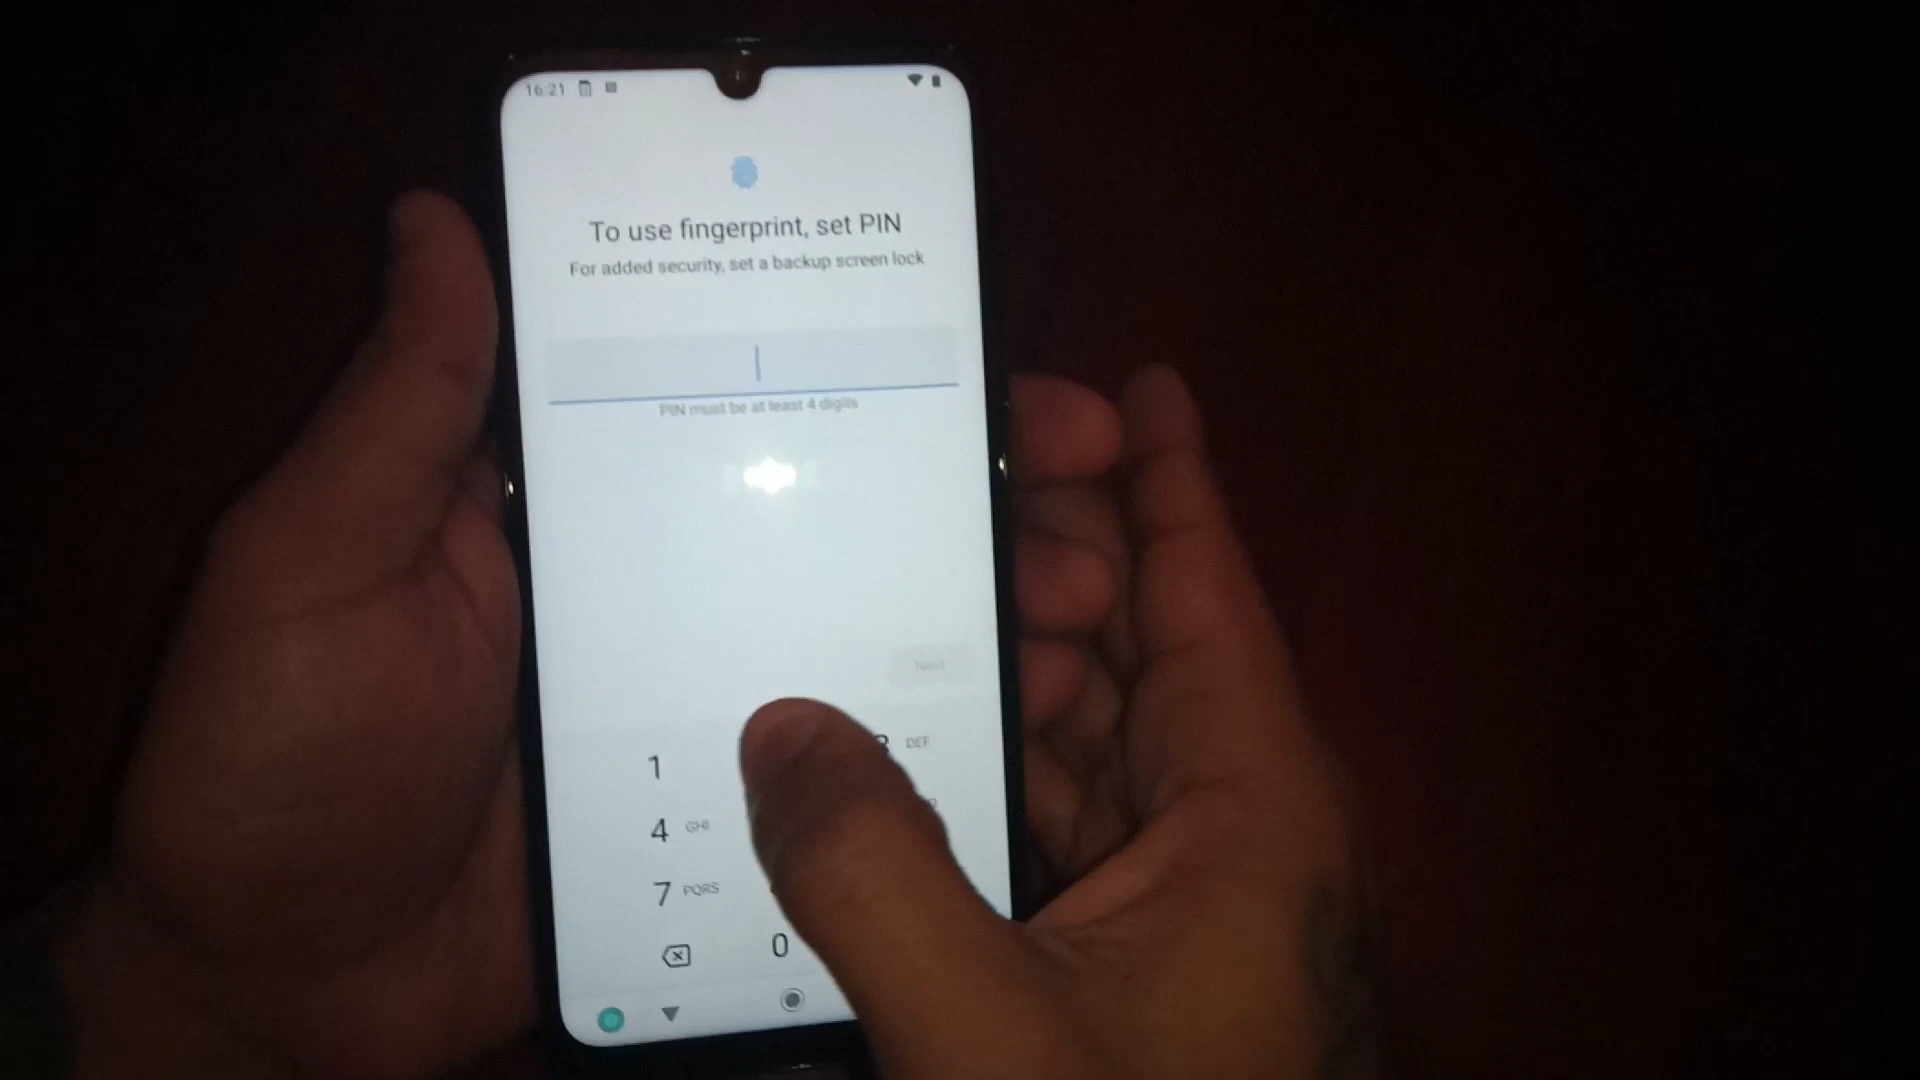 16:21
To use fingerprint, set PIN
For added security, set a backup screen lock
PIN must be at least 4 digits
Next
1
DEF
4 GHI
7 PQRS
0